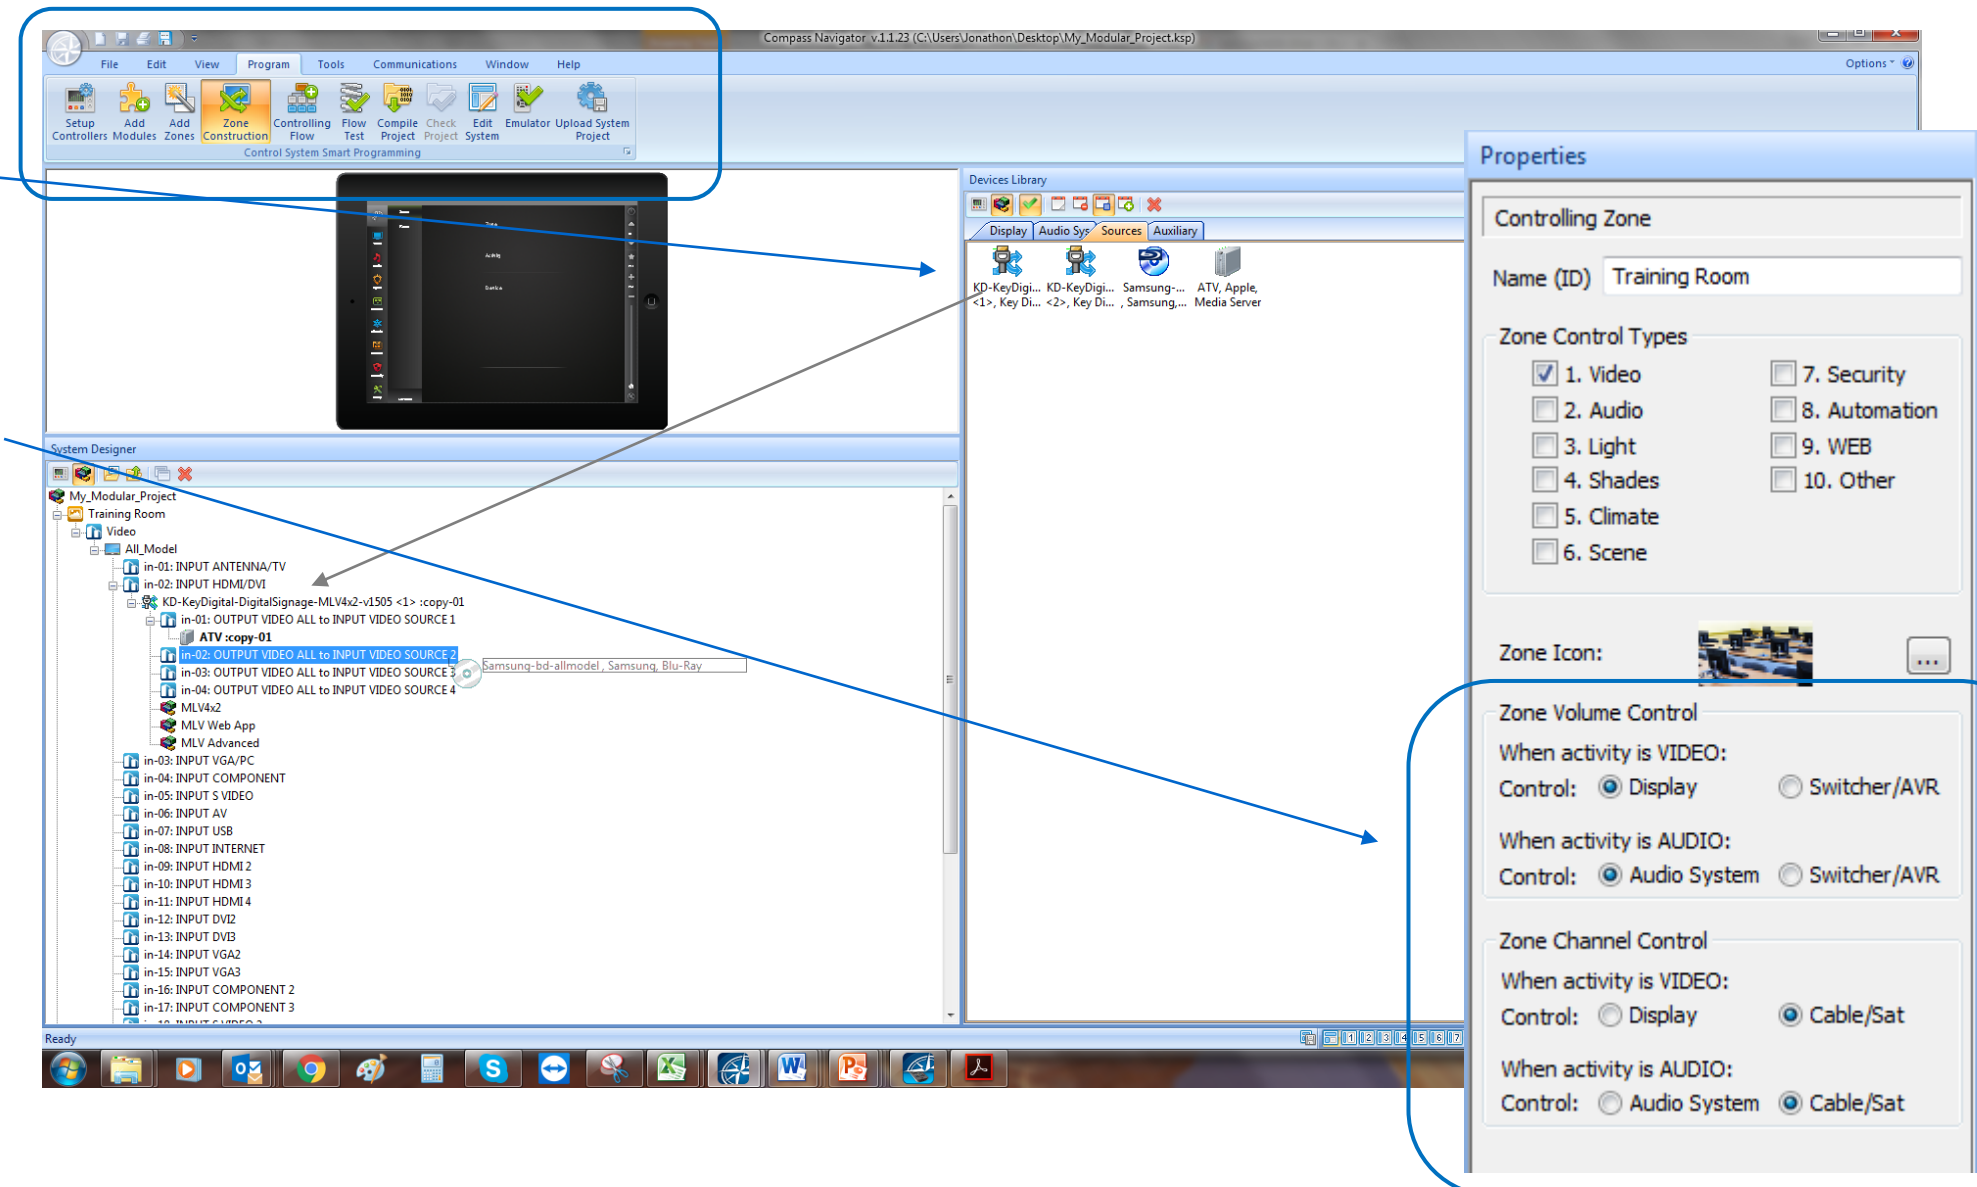 Compass Navigator v.1.1.23 (C:\Users\Jonathon\Desktop\My_Modular_Project.ksp)
File Edit View Program Tools Communications Window Help Options
Setup Controllers
Add Modules
Add Zones
Zone Construction
Controlling Flow
Flow Test
Compile Project
Check Project
Edit System
Emulator
Upload System Project
Control System Smart Programming
Devices Library
Display Audio Sys Sources Auxiliary
KD-KeyDigi... <1>, Key Di...
KD-KeyDigi... <2>, Key Di...
Samsung-... , Samsung,...
ATV, Apple, Media Server
System Designer
My_Modular_Project
Training Room
Video
All_Model
in-01: INPUT ANTENNA/TV
in-02: INPUT HDMI/DVI
KD-KeyDigital-DigitalSignage-MLV4x2-v1505 <1> :copy-01
in-01: OUTPUT VIDEO ALL to INPUT VIDEO SOURCE 1
ATV :copy-01
in-02: OUTPUT VIDEO ALL to INPUT VIDEO SOURCE 2
Samsung-bd-allmodel , Samsung, Blu-Ray
in-03: OUTPUT VIDEO ALL to INPUT VIDEO SOURCE 3
in-04: OUTPUT VIDEO ALL to INPUT VIDEO SOURCE 4
MLV4x2
MLV Web App
MLV Advanced
in-03: INPUT VGA/PC
in-04: INPUT COMPONENT
in-05: INPUT S VIDEO
in-06: INPUT AV
in-07: INPUT USB
in-08: INPUT INTERNET
in-09: INPUT HDMI 2
in-10: INPUT HDMI 3
in-11: INPUT HDMI 4
in-12: INPUT DVI2
in-13: INPUT DVI3
in-14: INPUT VGA2
in-15: INPUT VGA3
in-16: INPUT COMPONENT 2
in-17: INPUT COMPONENT 3
Ready
1 2 3 4 5 6 7
Properties
Controlling Zone
Name (ID) Training Room
Zone Control Types
1. Video 7. Security
2. Audio 8. Automation
3. Light 9. WEB
4. Shades 10. Other
5. Climate
6. Scene
Zone Icon: ...
Zone Volume Control
When activity is VIDEO:
Control: Display Switcher/AVR
When activity is AUDIO:
Control: Audio System Switcher/AVR
Zone Channel Control
When activity is VIDEO:
Control: Display Cable/Sat
When activity is AUDIO:
Control: Audio System Cable/Sat